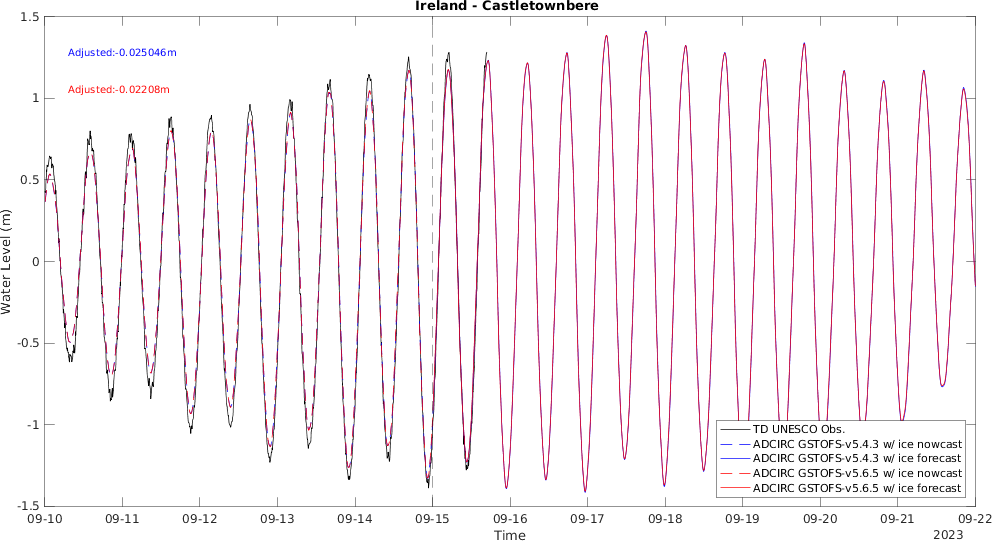 Ireland - Castletownbere
Adjusted:-0.025046m
Adjusted:-0.02208m
Water Level (m)
1.5
1
0.5
0
-0.5
-1
-1.5
TD UNESCO Obs.
ADCIRC GSTOFS-v5.4.3 w/ ice nowcast
ADCIRC GSTOFS-v5.4.3 w/ ice forecast
ADCIRC GSTOFS-v5.6.5 w/ ice nowcast
ADCIRC GSTOFS-v5.6.5 w/ ice forecast
09-10 09-11 09-12 09-13 09-14 09-15 09-16 09-17 09-18 09-19 09-20 09-21 09-22
Time
2023